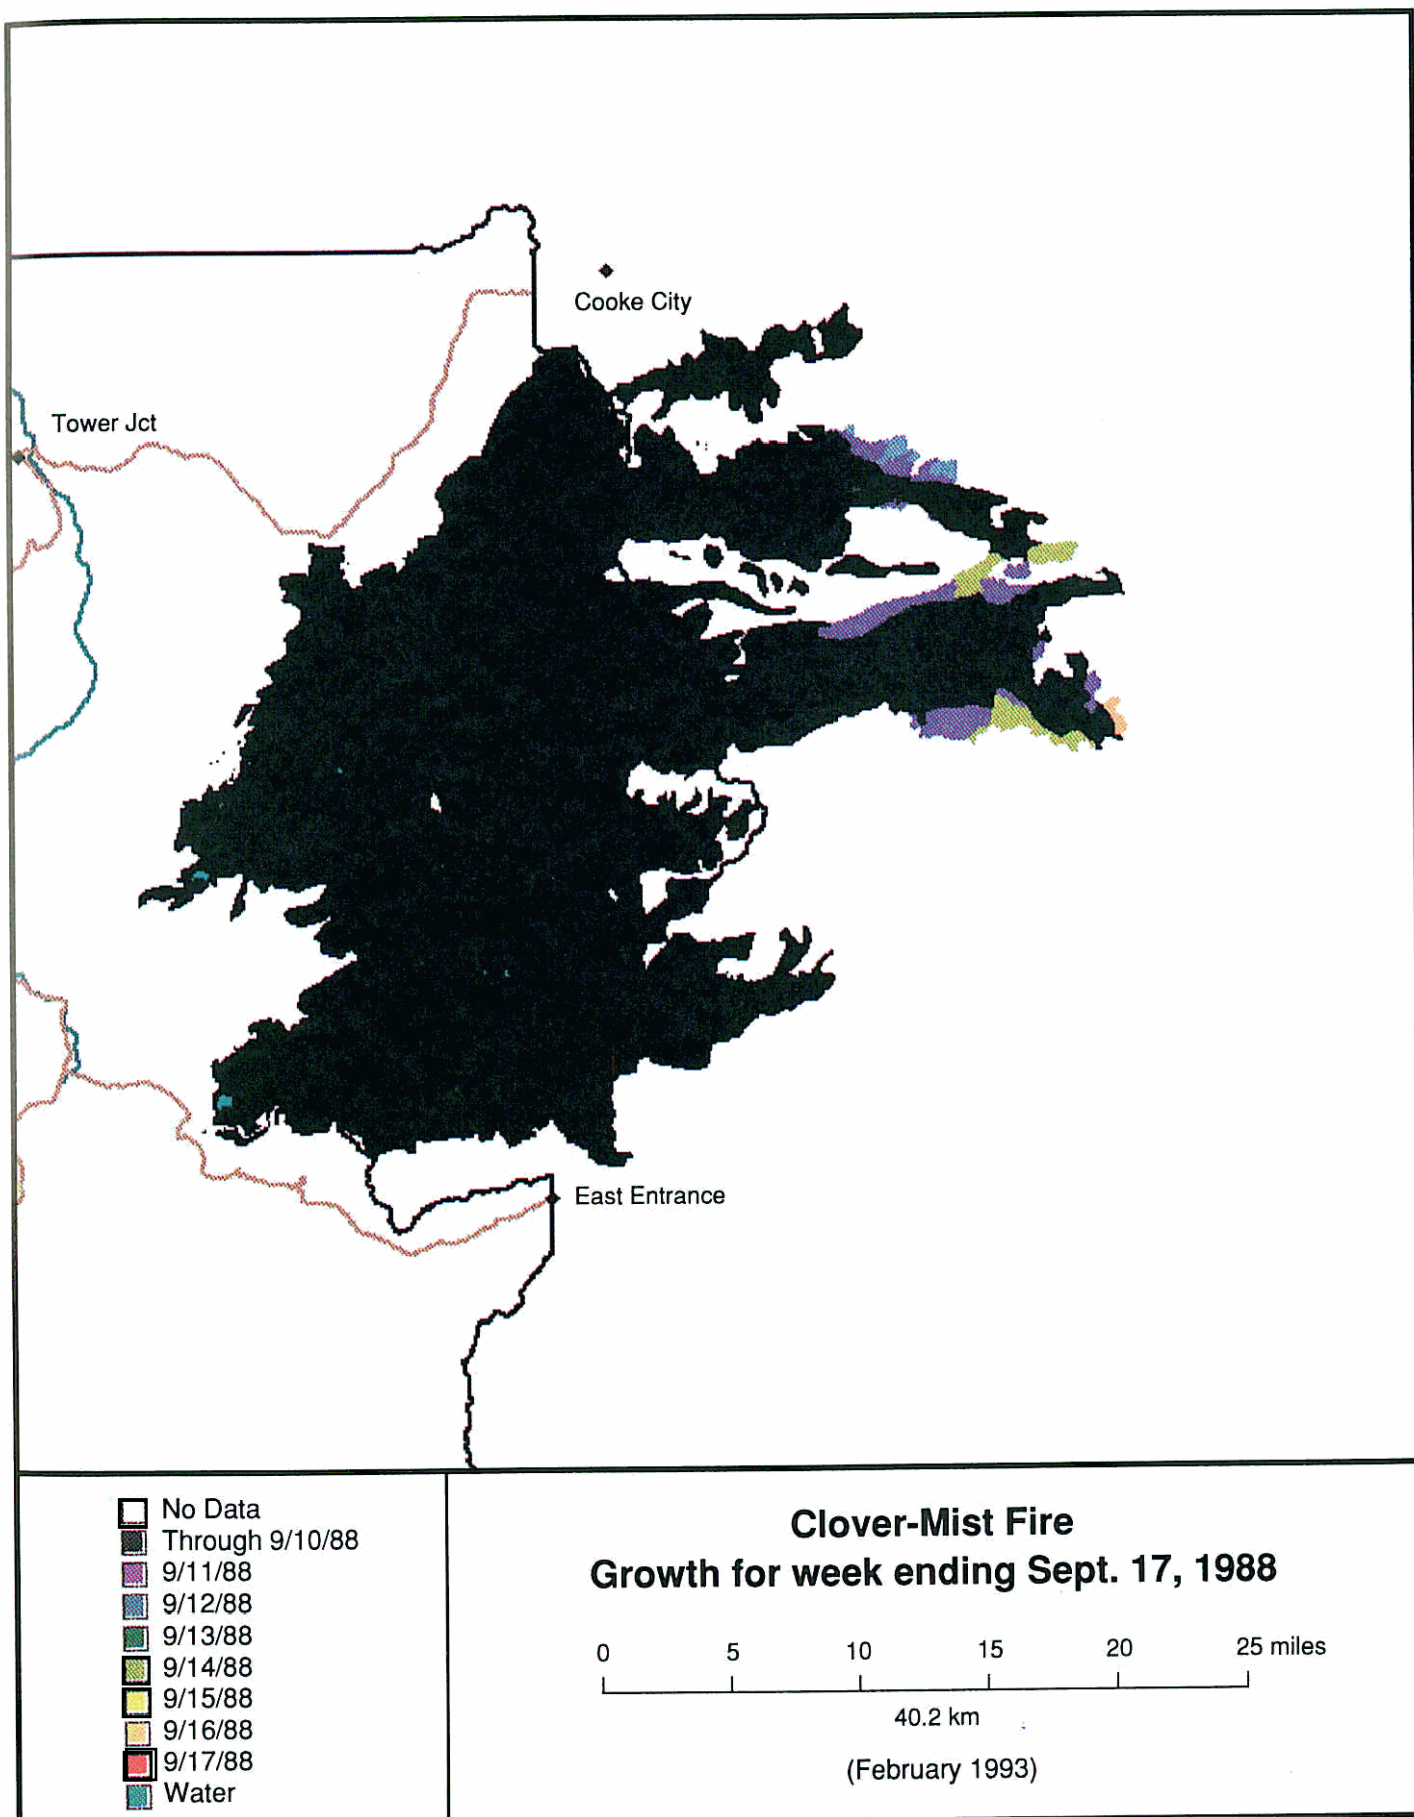 Cooke City
Tower Jct
East Entrance
No Data
Through 9/10/88
9/11/88
9/12/88
9/13/88
9/14/88
9/15/88
9/16/88
9/17/88
Water
Clover-Mist Fire
Growth for week ending Sept. 17, 1988
0 5 10 15 20 25 miles
40.2 km
(February 1993)